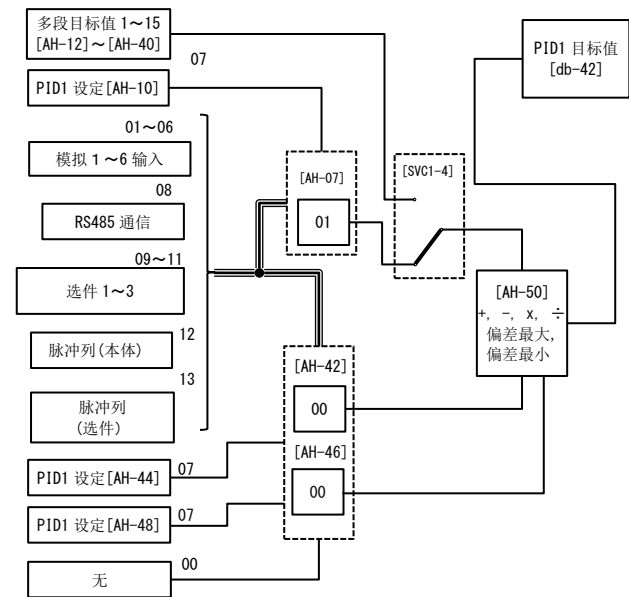 多段目标值 1～15
[AH-12]～[AH-40]
07
PID1 设定[AH-10]
01～06
模拟 1～6 输入
08
RS485 通信
09～11
选件 1～3
12
脉冲列(本体)
13
脉冲列
(选件)
PID1 设定[AH-44]
07
PID1 设定[AH-48]
07
00
无
[AH-07]
01
[SVC1-4]
[AH-42]
00
[AH-46]
00
PID1 目标值
[db-42]
[AH-50]
+, -, x, ÷
偏差最大,
偏差最小